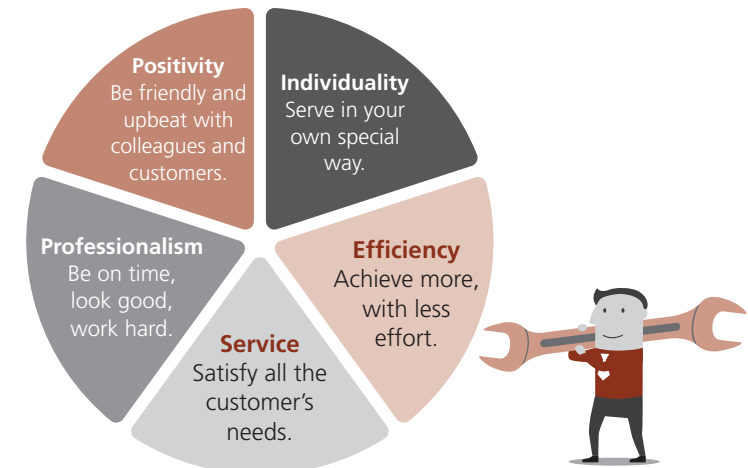 Positivity
Be friendly and
upbeat with
colleagues and
customers.
Individuality
Serve in your
own special
way.
Professionalism
Be on time,
look good,
work hard.
Efficiency
Achieve more,
with less
effort.
Service
Satisfy all the
customer’s
needs.